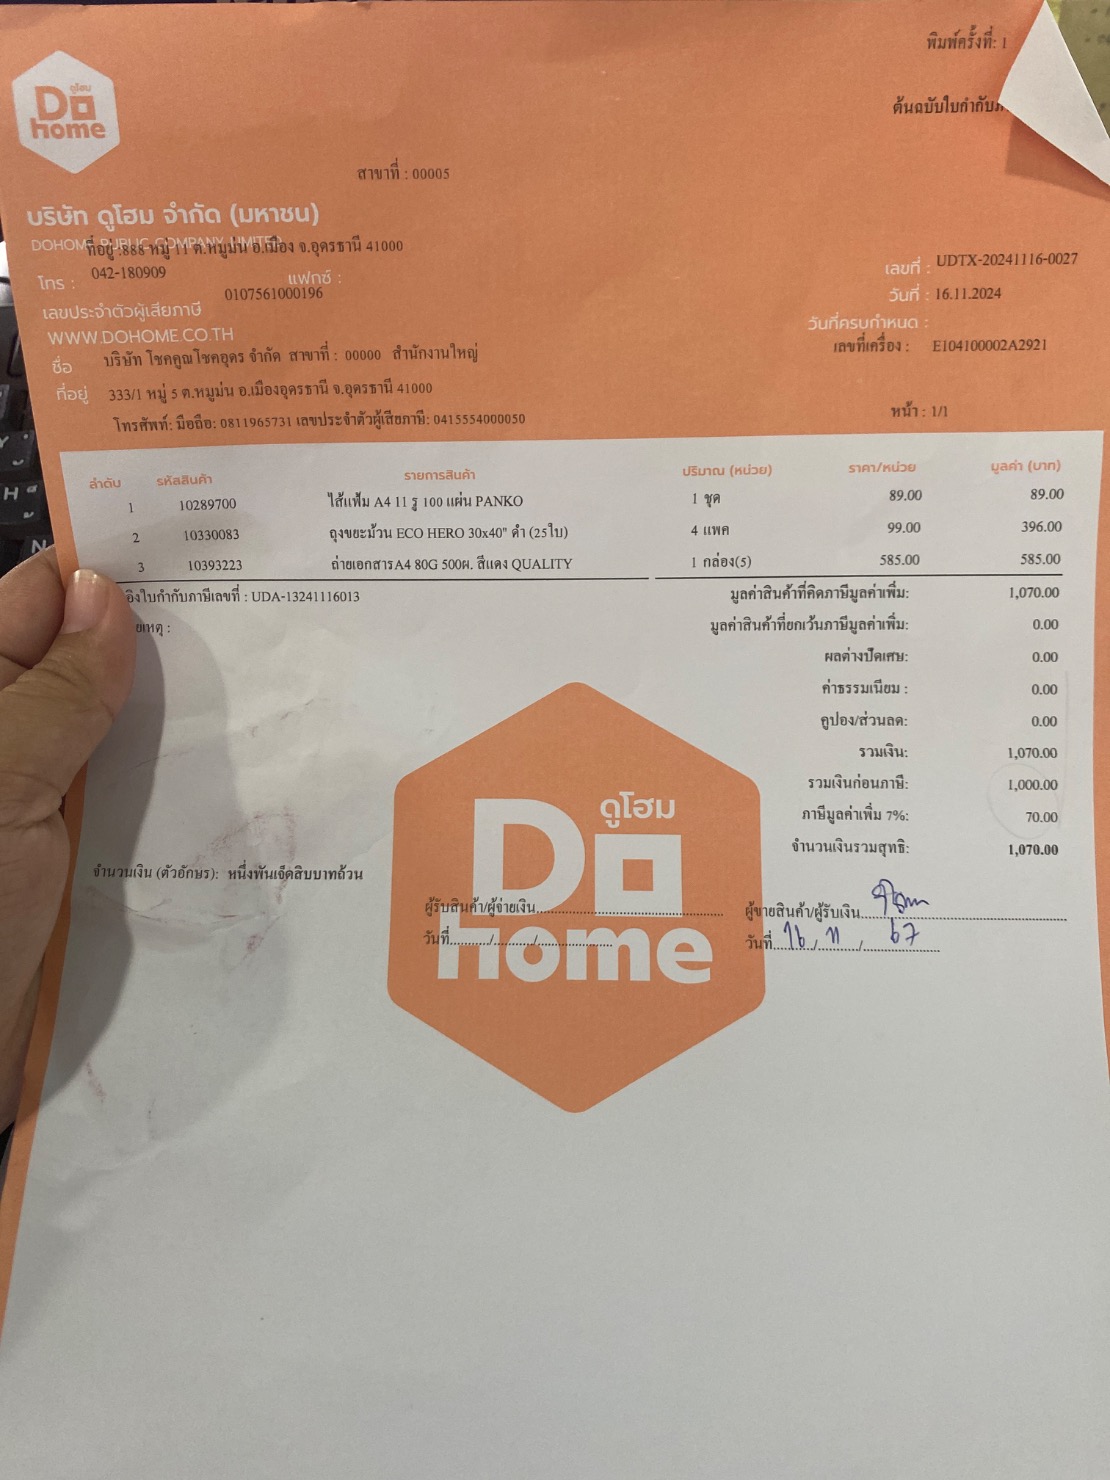 พิมพ์ครั้งที่: 1
ดูโฮม
Do
home
ต้นฉบับใบกำกับ
สาขาที่ : 00005
บริษัท ดูโฮม จำกัด (มหาชน)
DOHOME PUBLIC COMPANY LIMITED
ที่อยู่ :888 หมู่ 11 ต.หมูม่น อ.เมือง จ.อุดรธานี 41000
โทร : 042-180909 แฟกซ์ :
เลขประจำตัวผู้เสียภาษี 0107561000196
WWW.DOHOME.CO.TH
เลขที่ : UDTX-20241116-0027
วันที่ : 16.11.2024
วันที่ครบกำหนด :
เลขที่เครื่อง : E104100002A2921
ชื่อ บริษัท โชคคูณโชคอุดร จำกัด สาขาที่ : 00000 สำนักงานใหญ่
ที่อยู่ 333/1 หมู่ 5 ต.หมูม่น อ.เมืองอุดรธานี จ.อุดรธานี 41000
โทรศัพท์: มือถือ: 0811965731 เลขประจำตัวผู้เสียภาษี: 0415554000050
หน้า : 1/1
ลำดับ รหัสสินค้า รายการสินค้า ปริมาณ (หน่วย) ราคา/หน่วย มูลค่า (บาท)
1 10289700 ไส้แฟ้ม A4 11 รู 100 แผ่น PANKO 1 ชุด 89.00 89.00
2 10330083 ถุงขยะม้วน ECO HERO 30x40" ดำ (25ใบ) 4 แพค 99.00 396.00
3 10393223 ถ่ายเอกสารA4 80G 500ผ. สีแดง QUALITY 1 กล่อง(5) 585.00 585.00
อิงใบกำกับภาษีเลขที่ : UDA-13241116013
ยเหตุ :
มูลค่าสินค้าที่คิดภาษีมูลค่าเพิ่ม: 1,070.00
มูลค่าสินค้าที่ยกเว้นภาษีมูลค่าเพิ่ม: 0.00
ผลต่างปัดเศษ: 0.00
ค่าธรรมเนียม : 0.00
คูปอง/ส่วนลด: 0.00
รวมเงิน: 1,070.00
รวมเงินก่อนภาษี: 1,000.00
ภาษีมูลค่าเพิ่ม 7%: 70.00
จำนวนเงินรวมสุทธิ: 1,070.00
จำนวนเงิน (ตัวอักษร): หนึ่งพันเจ็ดสิบบาทถ้วน
ดูโฮม
Do
home
ผู้รับสินค้า/ผู้จ่ายเงิน
วันที่ / /
ผู้ขายสินค้า/ผู้รับเงิน
วันที่ 16 / 11 / 67